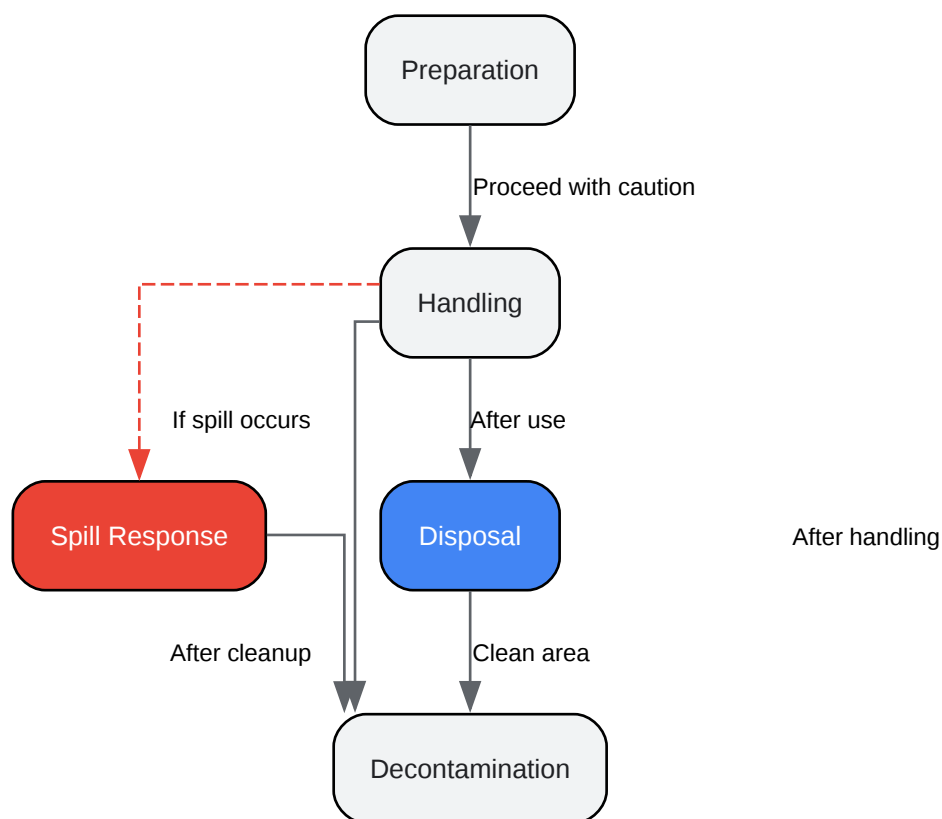 Preparation
Proceed with caution
Handling
If spill occurs
After use
Spill Response
Disposal
After handling
After cleanup
Clean area
Decontamination